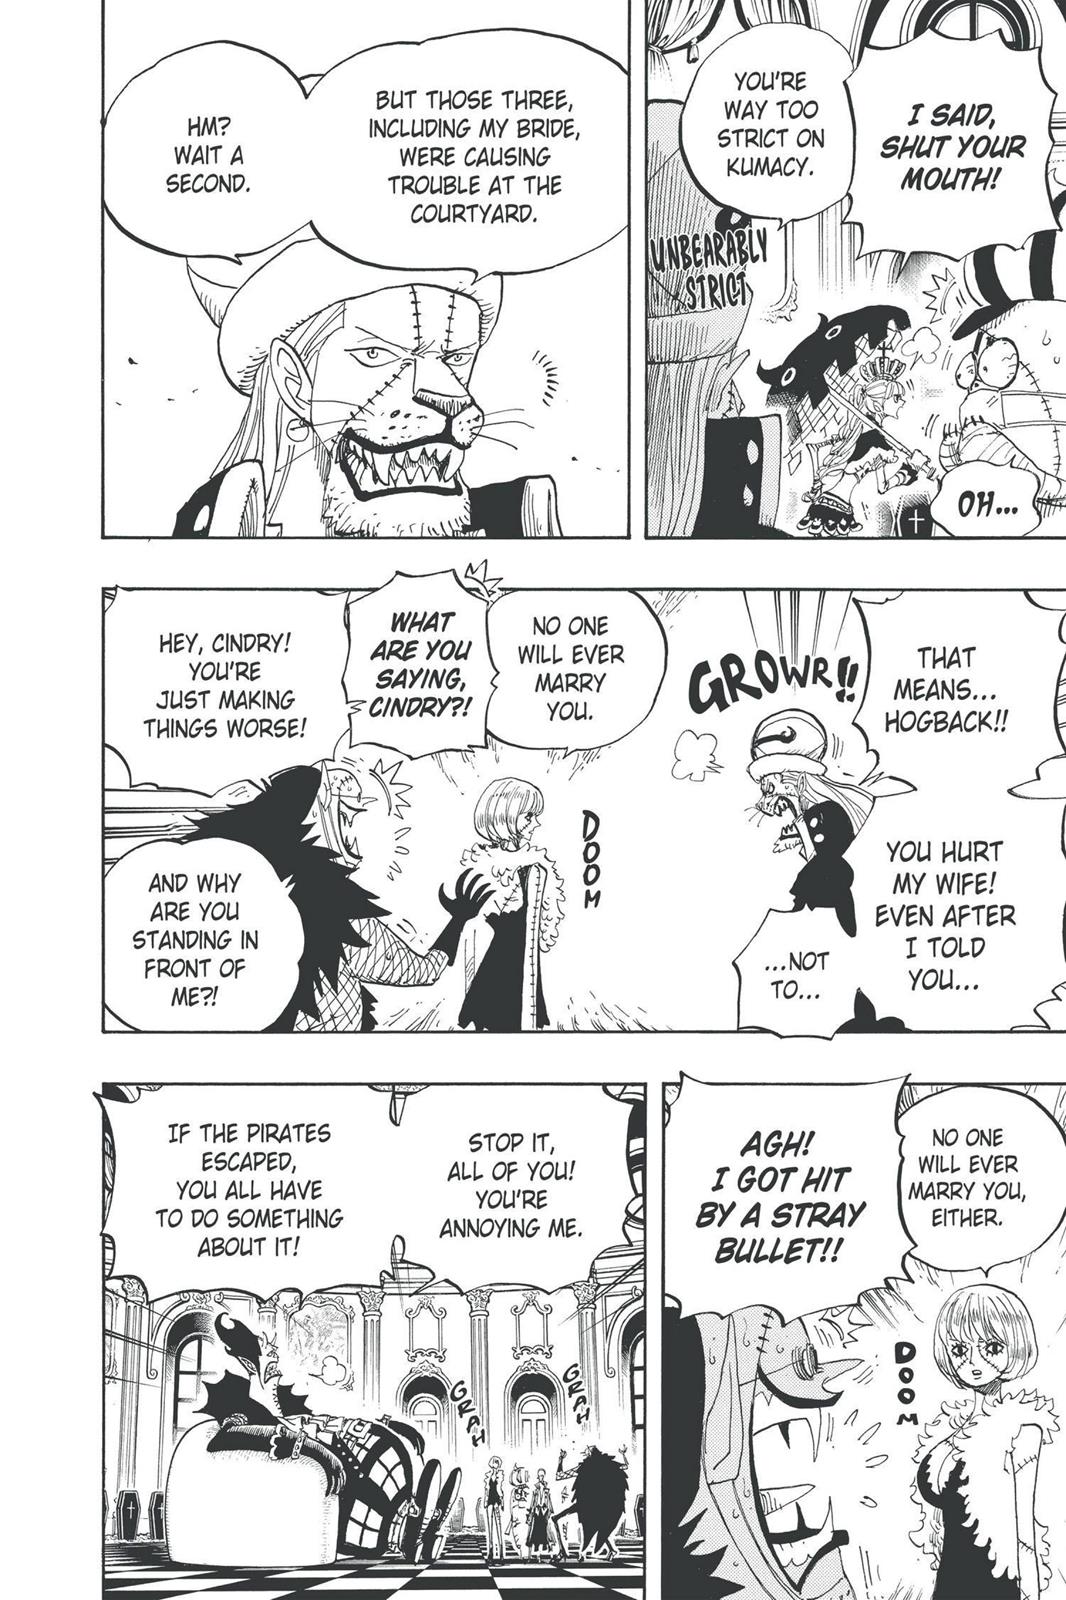 I SAID,
SHUT YOUR
MOUTH!
YOU'RE
WAY TOO
STRICT ON
KUMACY.
UNBEARABLY
STRICT
OH...
BUT THOSE THREE,
INCLUDING MY BRIDE,
WERE CAUSING
TROUBLE AT THE
COURTYARD.
HM?
WAIT A
SECOND.
THAT
MEANS...
HOGBACK!!
YOU HURT
MY WIFE!
EVEN AFTER
I TOLD
YOU...
...NOT
TO...
GROWR!!
NO ONE
WILL EVER
MARRY
YOU.
DOOM
WHAT
ARE YOU
SAYING,
CINDRY?!
HEY, CINDRY!
YOU'RE
JUST MAKING
THINGS WORSE!
AND WHY
ARE YOU
STANDING IN
FRONT OF
ME?!
NO ONE
WILL EVER
MARRY YOU,
EITHER.
DOOM
AGH!
I GOT HIT
BY A STRAY
BULLET!!
STOP IT,
ALL OF YOU!
YOU'RE
ANNOYING ME.
IF THE PIRATES
ESCAPED,
YOU ALL HAVE
TO DO SOMETHING
ABOUT IT!
GRAH
GRAH